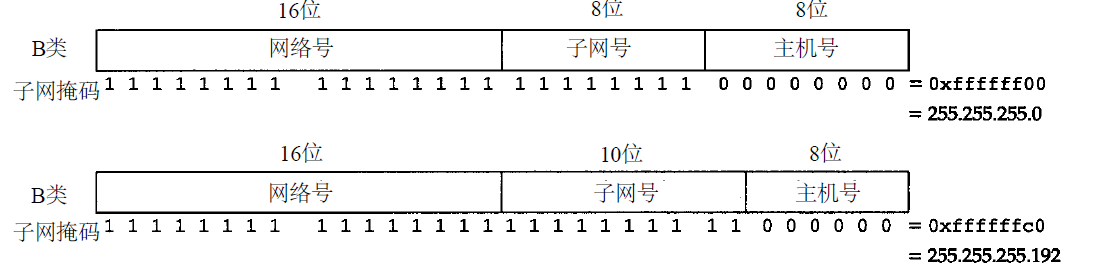 16位 8位 8位
B类 网络号 子网号 主机号
子网掩码 1 1 1 1 1 1 1 1 1 1 1 1 1 1 1 1 1 1 1 1 1 1 1 1 0 0 0 0 0 0 0 0 = 0xffffff00
= 255.255.255.0
16位 10位 8位
B类 网络号 子网号 主机号
子网掩码 1 1 1 1 1 1 1 1 1 1 1 1 1 1 1 1 1 1 1 1 1 1 1 1 1 1 0 0 0 0 0 0 = 0xffffffc0
= 255.255.255.192